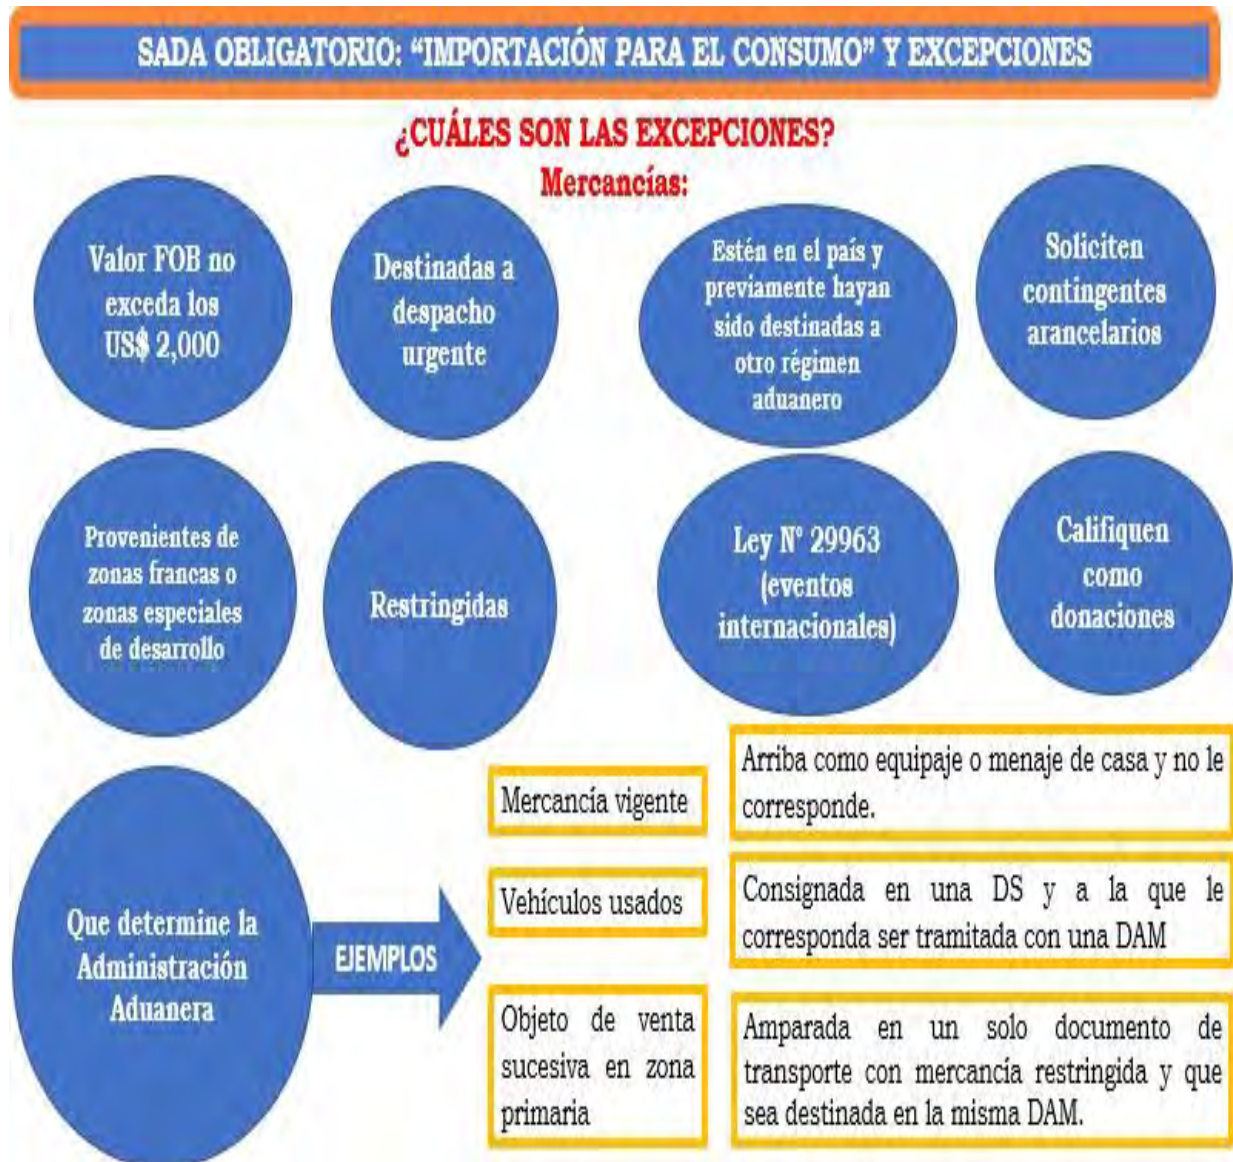 SADA OBLIGATORIO: “IMPORTACIÓN PARA EL CONSUMO” Y EXCEPCIONES
¿CUÁLES SON LAS EXCEPCIONES?
Mercancías:
Valor FOB no
exceda los
US$ 2,000
Destinadas a
despacho
urgente
Estén en el país y
previamente hayan
sido destinadas a
otro régimen
aduanero
Soliciten
contingentes
arancelarios
Provenientes de
zonas francas o
zonas especiales
de desarrollo
Restringidas
Ley N° 29963
(eventos
internacionales)
Califiquen
como
donaciones
Que determine la
Administración
Aduanera
EJEMPLOS
Mercancía vigente
Arriba como equipaje o menaje de casa y no le
corresponde.
Vehículos usados
Consignada en una DS y a la que le
corresponda ser tramitada con una DAM
Objeto de venta
sucesiva en zona
primaria
Amparada en un solo documento de
transporte con mercancía restringida y que
sea destinada en la misma DAM.